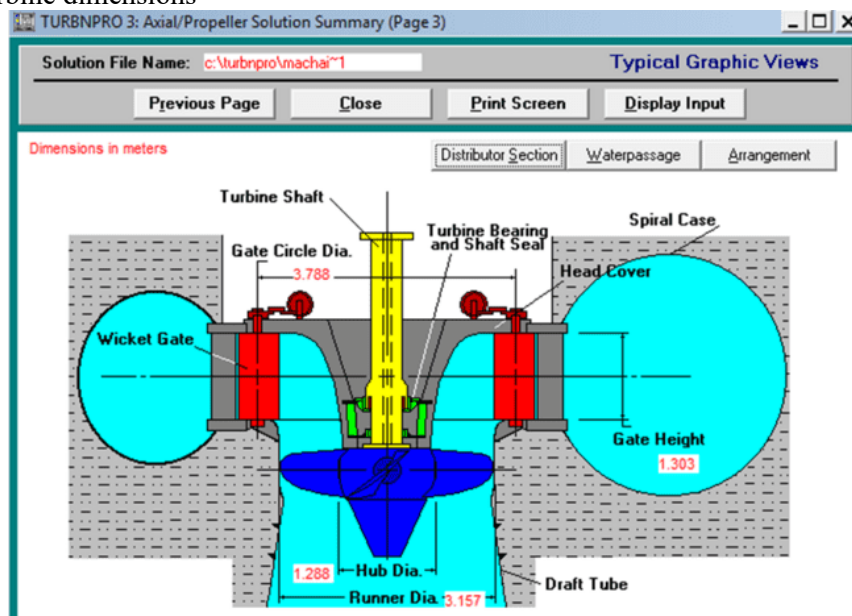 rbine dimensions
TURBNPRO 3: Axial/Propeller Solution Summary (Page 3)
Solution File Name: c:\turbnpro\machai~1 Typical Graphic Views
Previous Page Close Print Screen Display Input
Dimensions in meters
Distributor Section Waterpassage Arrangement
Turbine Shaft
Turbine Bearing
and Shaft Seal
Spiral Case
Gate Circle Dia.
3.788
Head Cover
Wicket Gate
Gate Height
1.303
1.288 Hub Dia.
Draft Tube
Runner Dia. 3.157